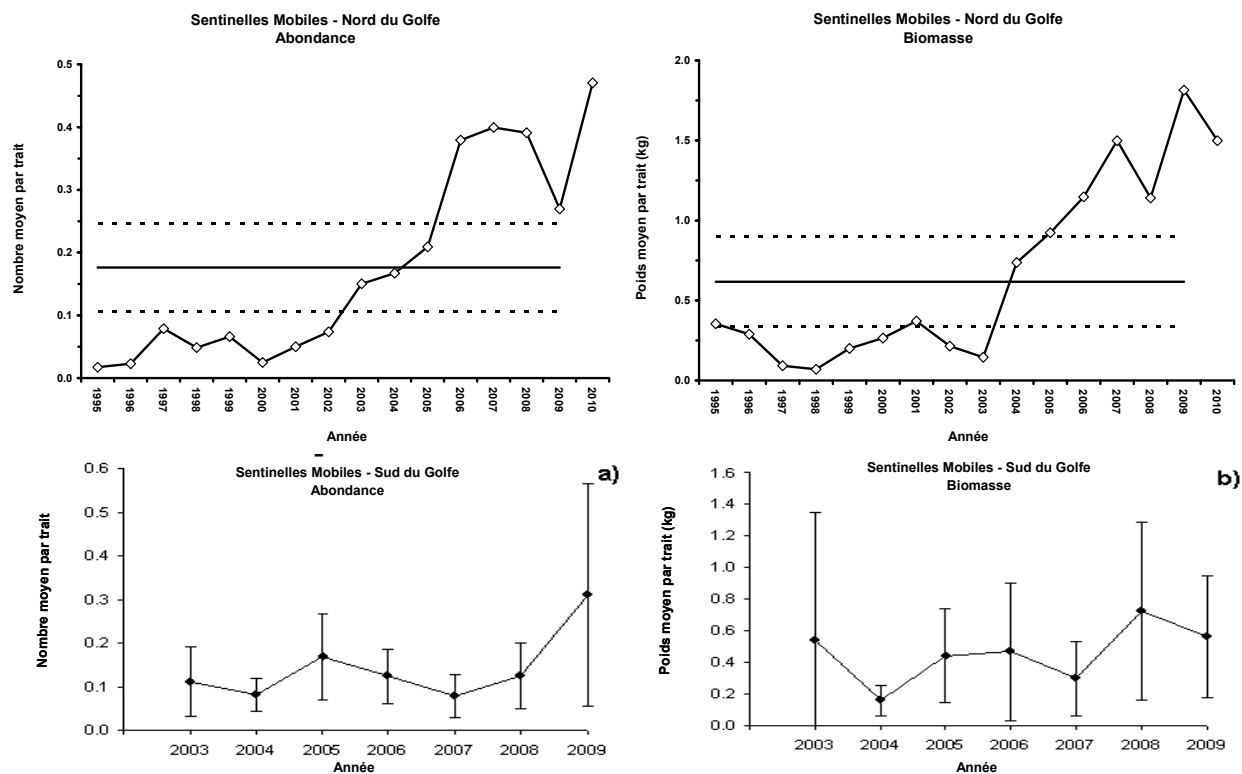 Sentinelles Mobiles - Nord du Golfe
Abondance
Nombre moyen par trait
0.5
0.4
0.3
0.2
0.1
0.0
1995
1996
1997
1998
1999
2000
2001
2002
2003
2004
2005
2006
2007
2008
2009
2010
Année
Sentinelles Mobiles - Nord du Golfe
Biomasse
Poids moyen par trait (kg)
2.0
1.5
1.0
0.5
0.0
1995
1996
1997
1998
1999
2000
2001
2002
2003
2004
2005
2006
2007
2008
2009
2010
Année
Sentinelles Mobiles - Sud du Golfe
Abondance
a)
Nombre moyen par trait
0.6
0.5
0.4
0.3
0.2
0.1
0.0
2003 2004 2005 2006 2007 2008 2009
Année
Sentinelles Mobiles - Sud du Golfe
Biomasse
b)
Poids moyen par trait (kg)
1.6
1.4
1.2
1.0
0.8
0.6
0.4
0.2
0.0
2003 2004 2005 2006 2007 2008 2009
Année